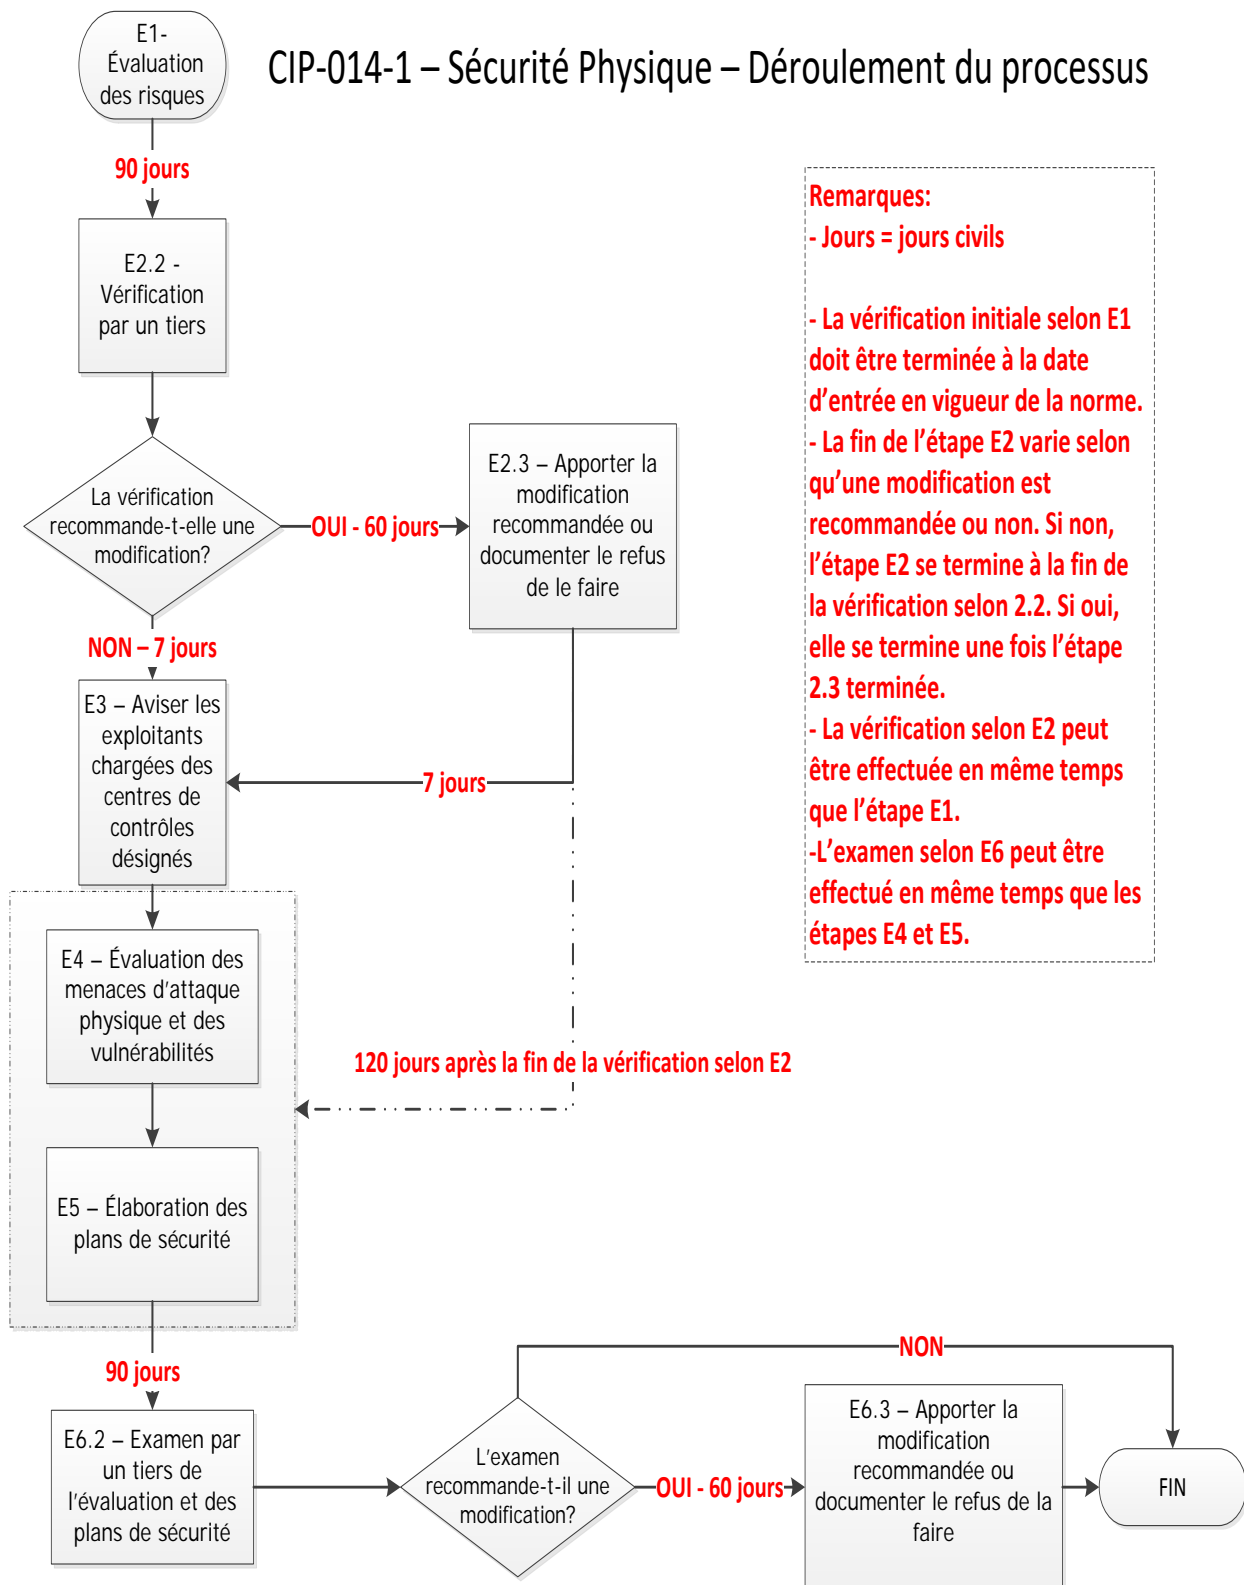 E1-
Évaluation
des risques
CIP-014-1 – Sécurité Physique – Déroulement du processus
90 jours
E2.2 -
Vérification
par un tiers
Remarques:
- Jours = jours civils
- La vérification initiale selon E1
doit être terminée à la date
d'entrée en vigueur de la norme.
- La fin de l'étape E2 varie selon
qu'une modification est
recommandée ou non. Si non,
l'étape E2 se termine à la fin de
la vérification selon 2.2. Si oui,
elle se termine une fois l'étape
2.3 terminée.
- La vérification selon E2 peut
être effectuée en même temps
que l'étape E1.
-L'examen selon E6 peut être
effectué en même temps que les
étapes E4 et E5.
La vérification
recommande-t-elle une
modification?
OUI - 60 jours
E2.3 – Apporter la
modification
recommandée ou
documenter le refus
de le faire
NON – 7 jours
E3 – Aviser les
exploitants
chargées des
centres de
contrôles
désignés
7 jours
E4 – Évaluation des
menaces d'attaque
physique et des
vulnérabilités
120 jours après la fin de la vérification selon E2
E5 – Élaboration des
plans de sécurité
90 jours
E6.2 – Examen par
un tiers de
l'évaluation et des
plans de sécurité
L'examen
recommande-t-il une
modification?
NON
OUI - 60 jours
E6.3 – Apporter la
modification
recommandée ou
documenter le refus de la
faire
FIN